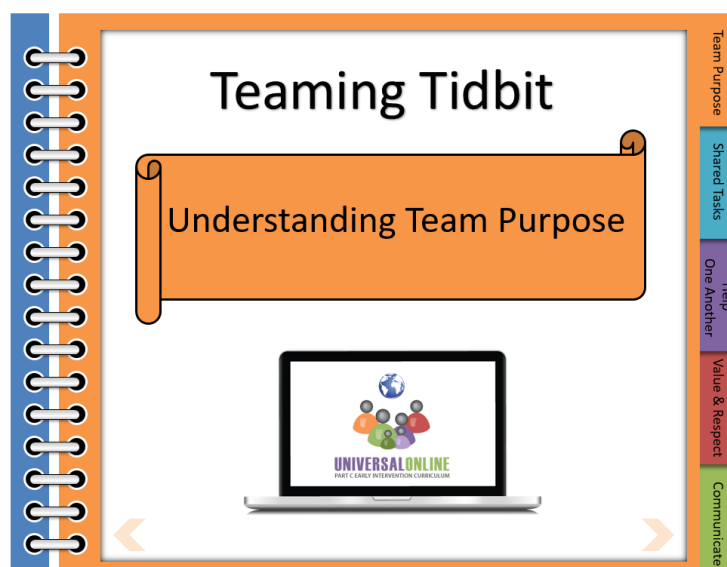 Teaming Tidbit
Understanding Team Purpose
UNIVERSALONLINE
PART C EARLY INTERVENTION CURRICULUM
Team Purpose
Shared Tasks
Help
One Another
Value & Respect
Communicate